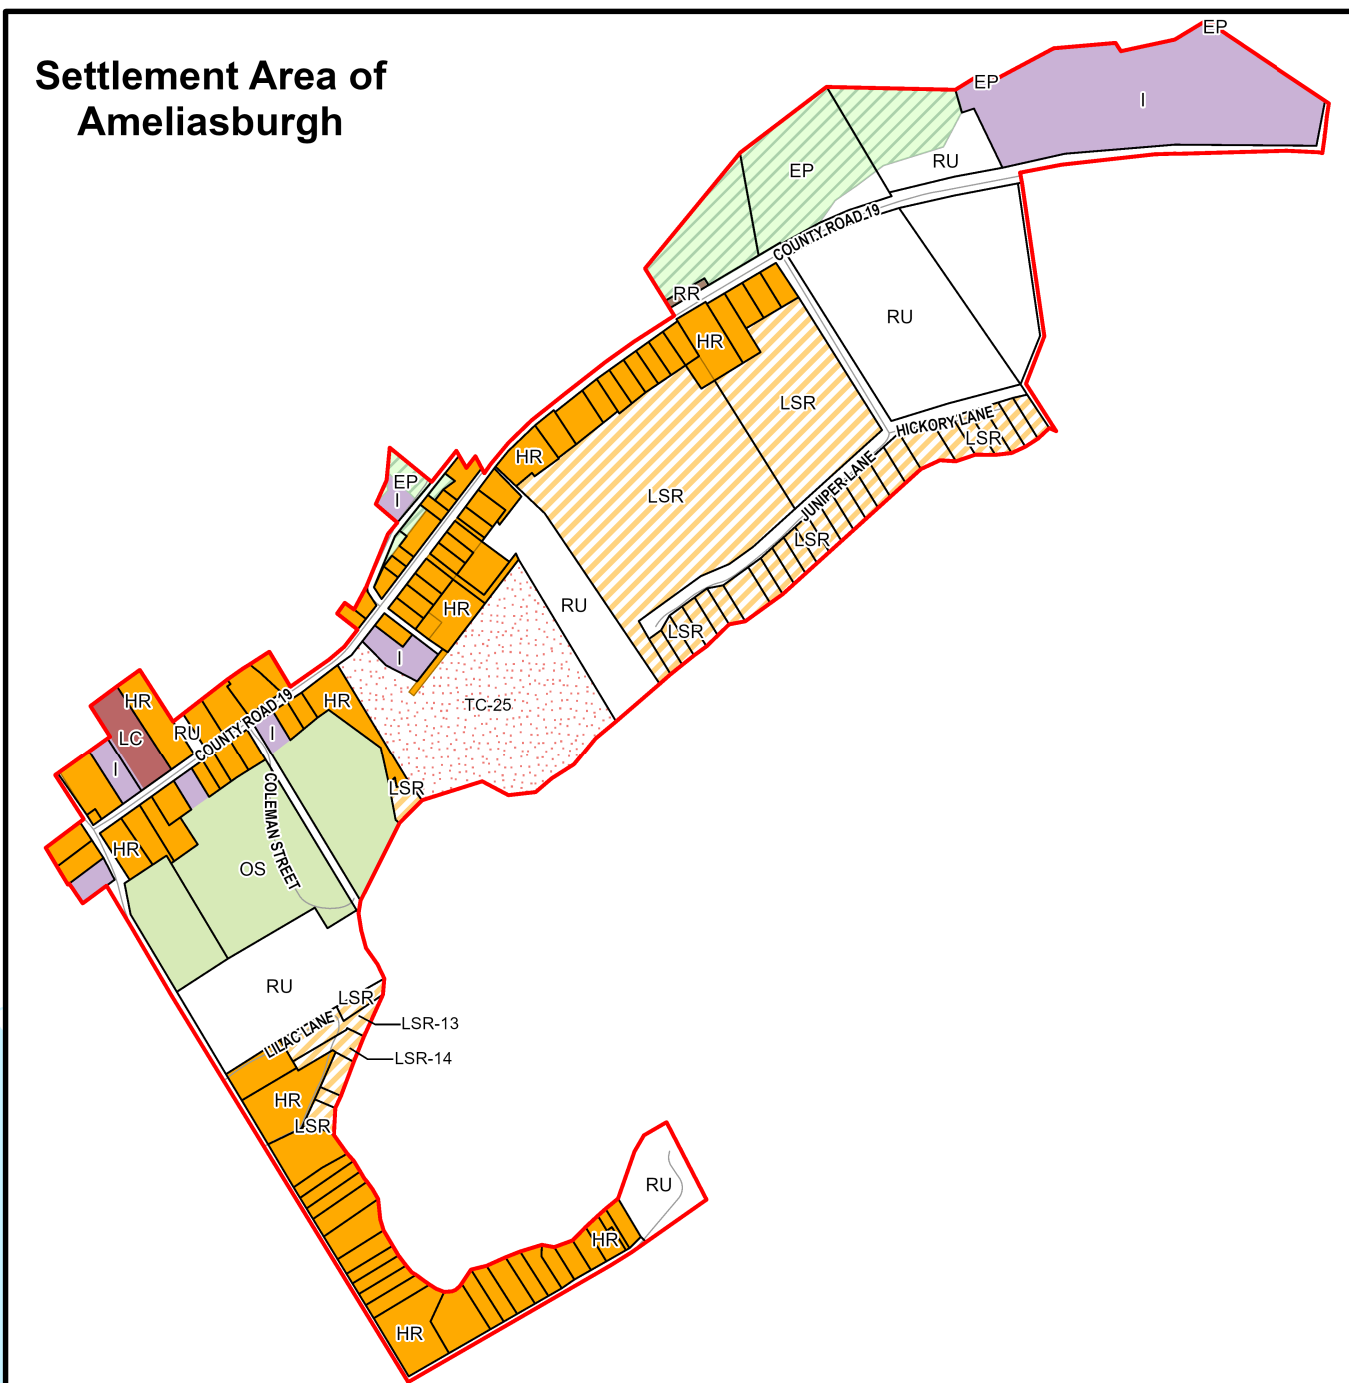 Settlement Area of
Ameliasburgh
EP
EP
I
EP
RU
COUNTY ROAD 19
RR
RU
HR
LSR
HICKORY LANE
LSR
HR
EP
I
LSR
JUNIPER LANE
LSR
HR
RU
LSR
I
HR
HR
TC-25
LC
RU
COUNTY ROAD 19
I
I
LSR
COLEMAN STREET
HR
OS
RU
LSR
LSR-13
LILAC LANE
LSR-14
HR
LSR
RU
HR
HR